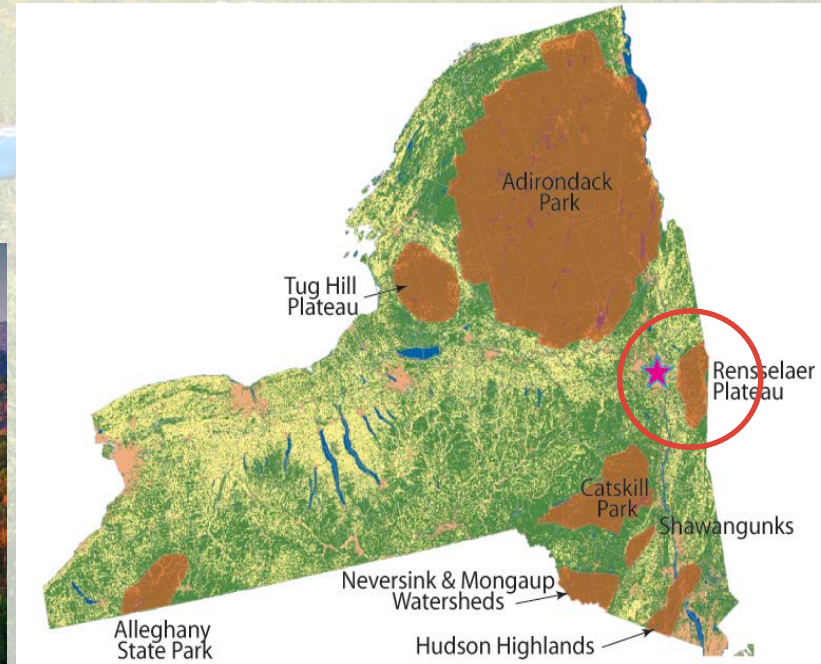 Adirondack
Park
Tug Hill
Plateau
Rensselaer
Plateau
Catskill
Park
Shawangunks
Neversink & Mongaup
Watersheds
Alleghany
State Park
Hudson Highlands